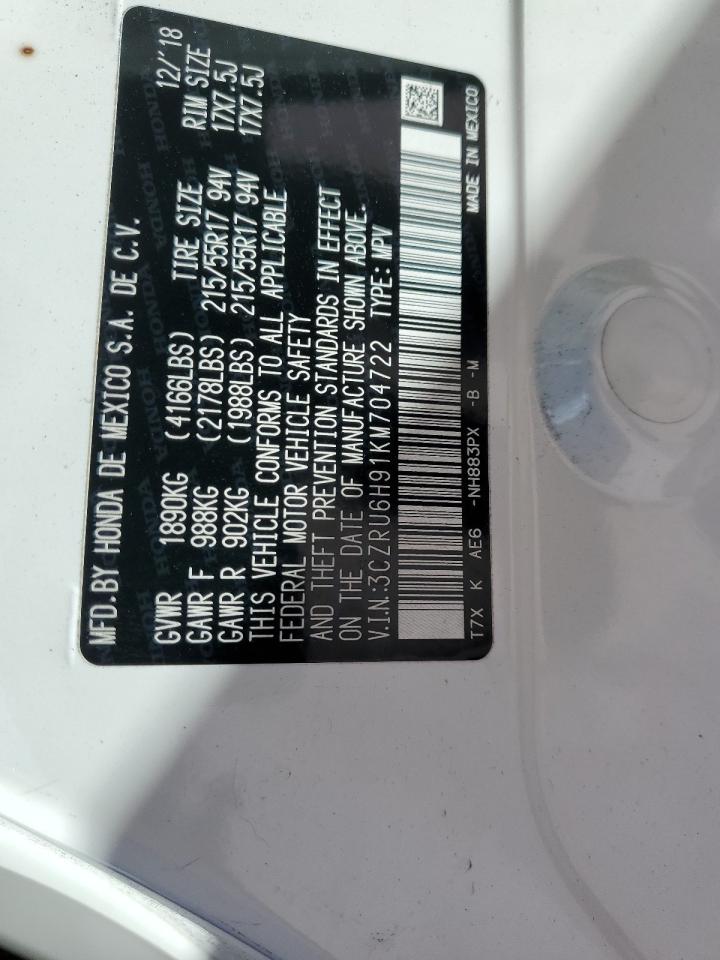 MFD. BY HONDA DE MEXICO S.A. DE C.V. 12/'18
GVWR 1890KG (4166LBS) TIRE SIZE RIM SIZE
GAWR F 988KG (2178LBS) 215/55R17 94V 17X7.5J
GAWR R 902KG (1988LBS) 215/55R17 94V 17X7.5J
THIS VEHICLE CONFORMS TO ALL APPLICABLE
FEDERAL MOTOR VEHICLE SAFETY
AND THEFT PREVENTION STANDARDS IN EFFECT
ON THE DATE OF MANUFACTURE SHOWN ABOVE.
V.I.N:3CZRU6H91KM704722 TYPE: MPV
T7X K AE6 -NH883PX -B -M MADE IN MEXICO